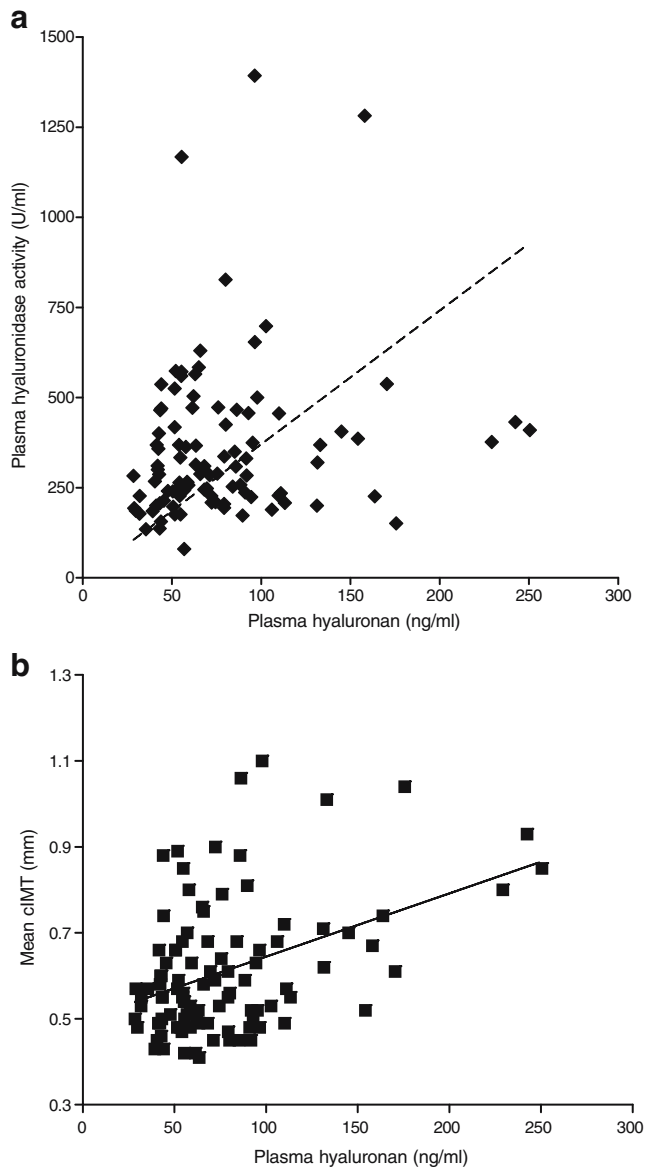 a
1500
1250
1000
750
500
250
0
Plasma hyaluronidase activity (U/ml)
0 50 100 150 200 250 300
Plasma hyaluronan (ng/ml)
b
1.3
1.1
0.9
0.7
0.5
0.3
Mean cIMT (mm)
0 50 100 150 200 250 300
Plasma hyaluronan (ng/ml)